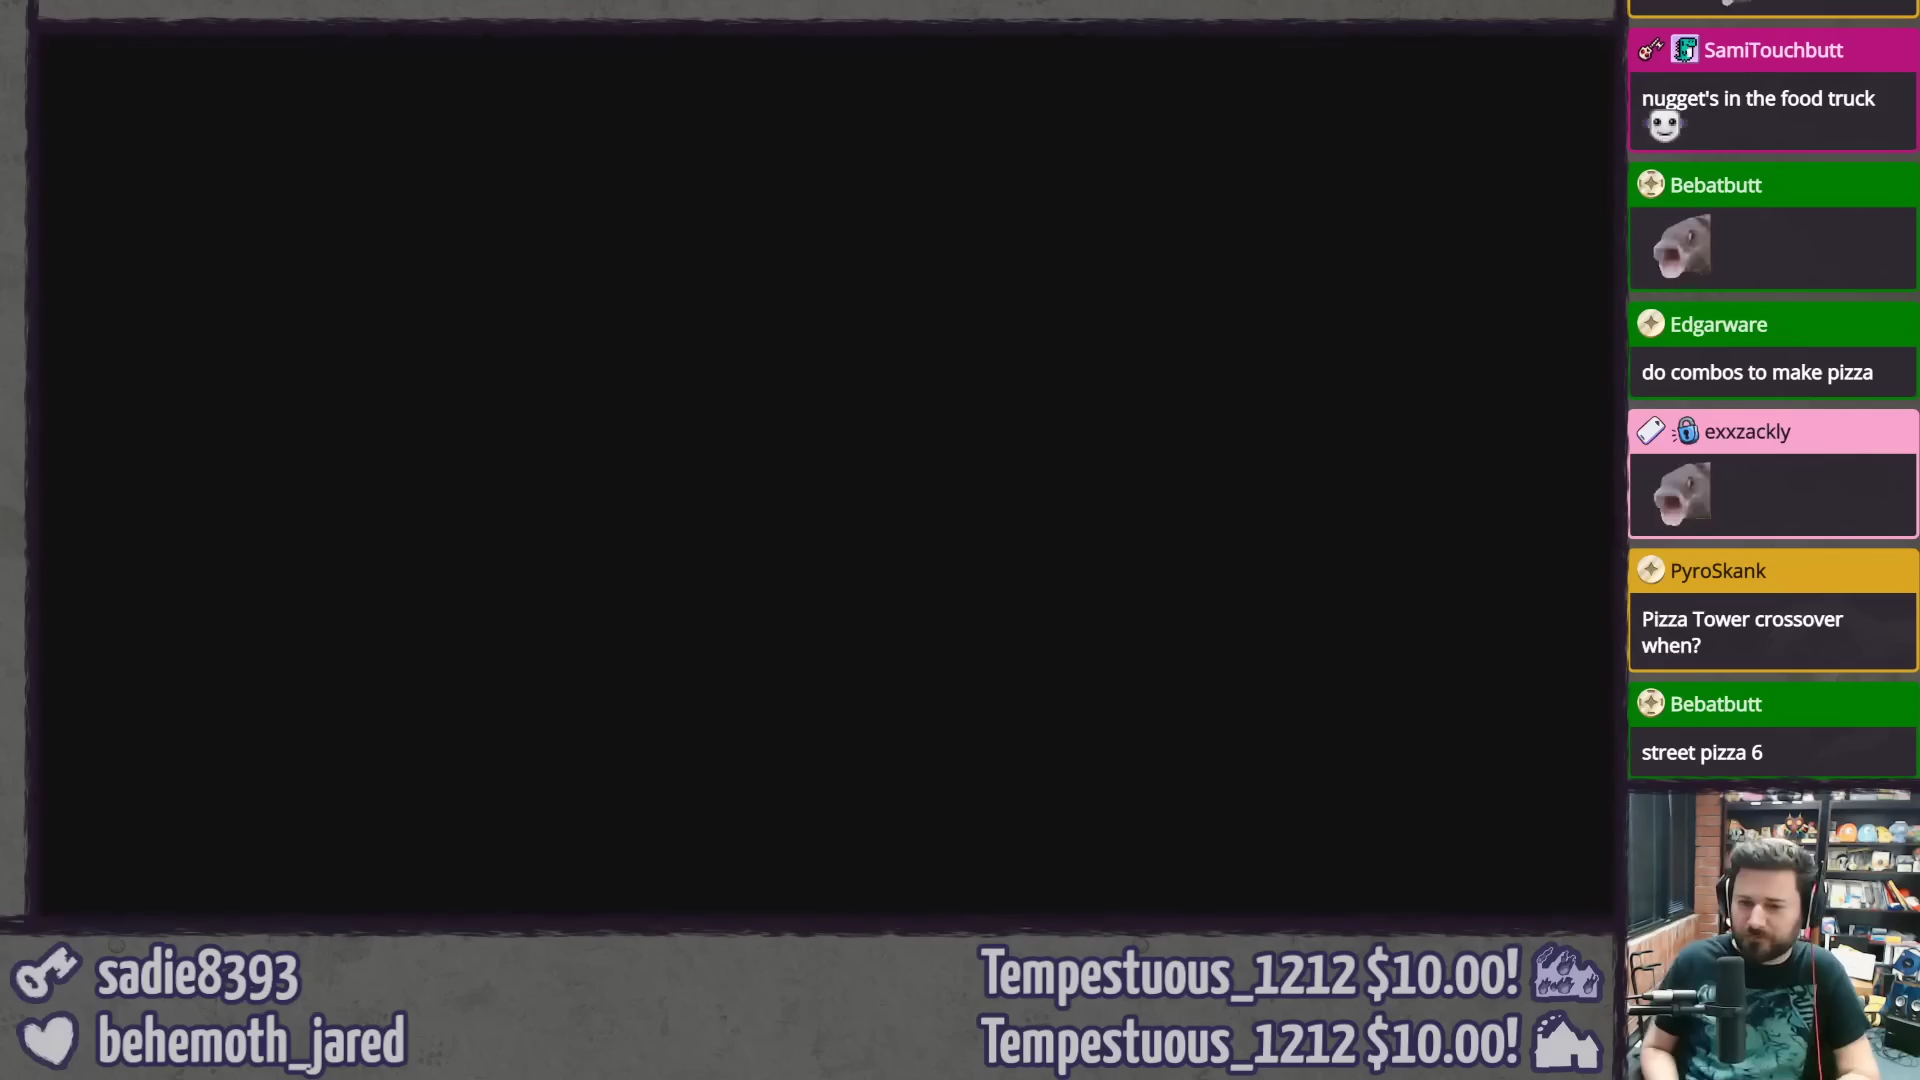 SamiTouchbutt
nugget's in the food truck
Bebatbutt
Edgarware
do combos to make pizza
exxzackly
PyroSkank
Pizza Tower crossover
when?
Bebatbutt
street pizza 6
sadie8393
behemoth_jared
Tempestuous_1212 $10.00!
Tempestuous_1212 $10.00!